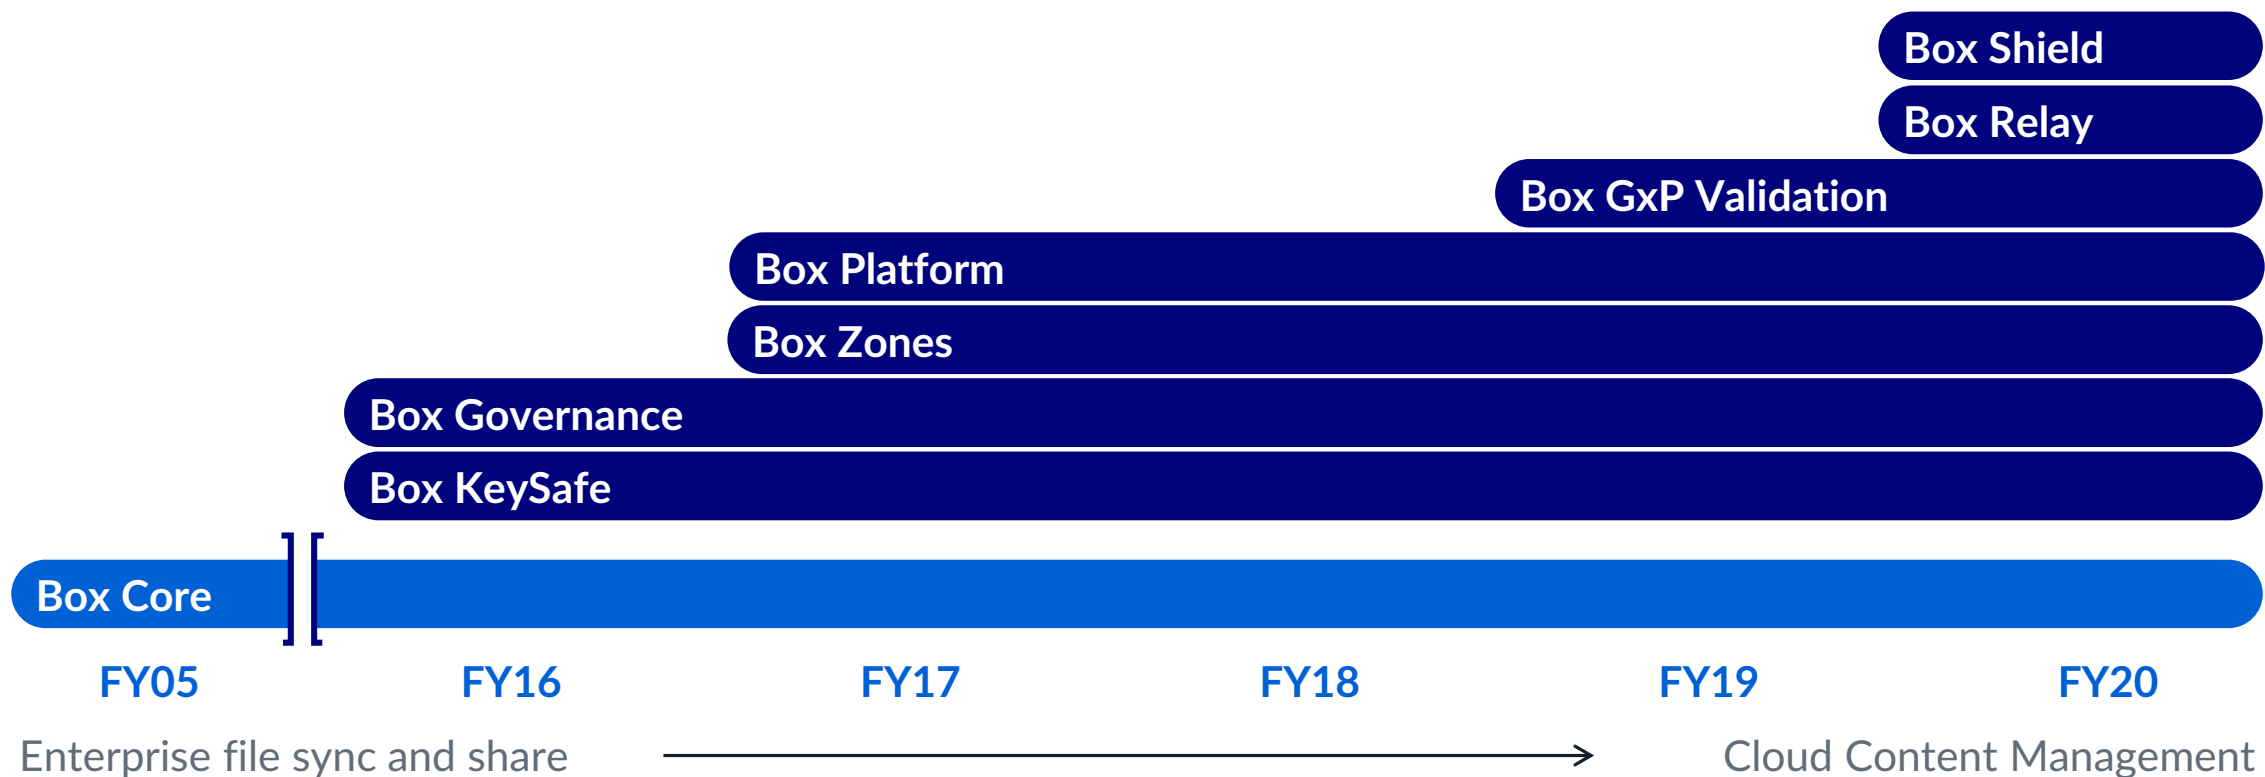 Box Shield
Box Relay
Box GxP Validation
Box Platform
Box Zones
Box Governance
Box KeySafe
Box Core
FY05 FY16 FY17 FY18 FY19 FY20
Enterprise file sync and share Cloud Content Management